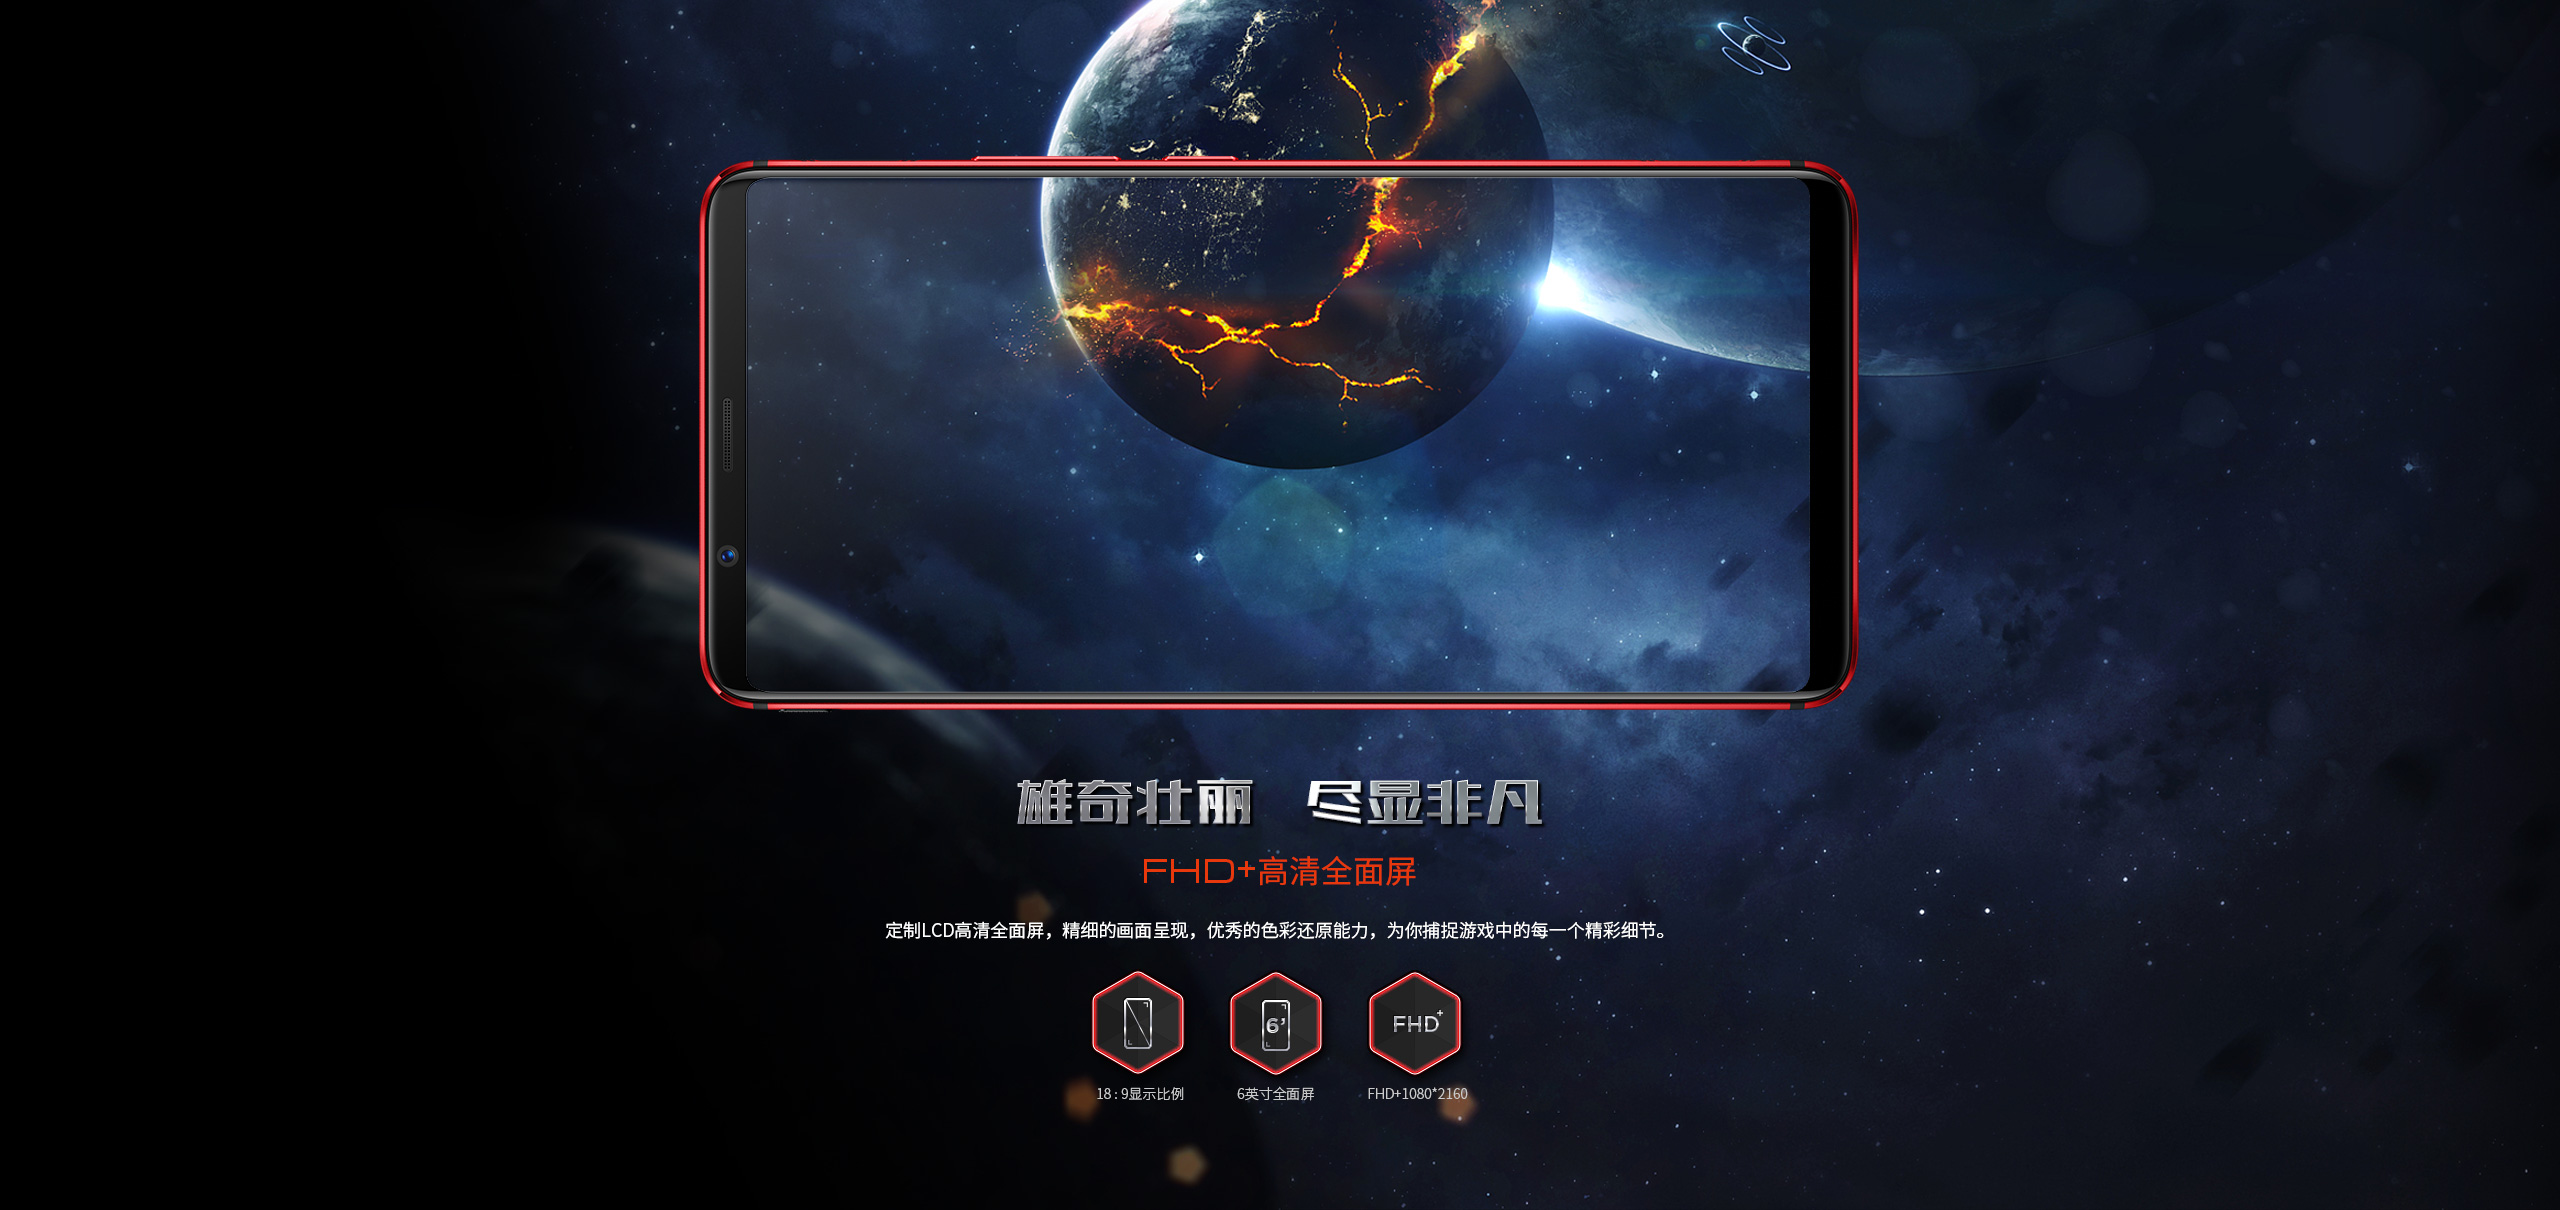 雄奇壮丽 尽显非凡
FHD+高清全面屏
定制LCD高清全面屏，精细的画面呈现，优秀的色彩还原能力，为你捕捉游戏中的每一个精彩细节。
6’
FHD+
18：9显示比例
6英寸全面屏
FHD+1080*2160